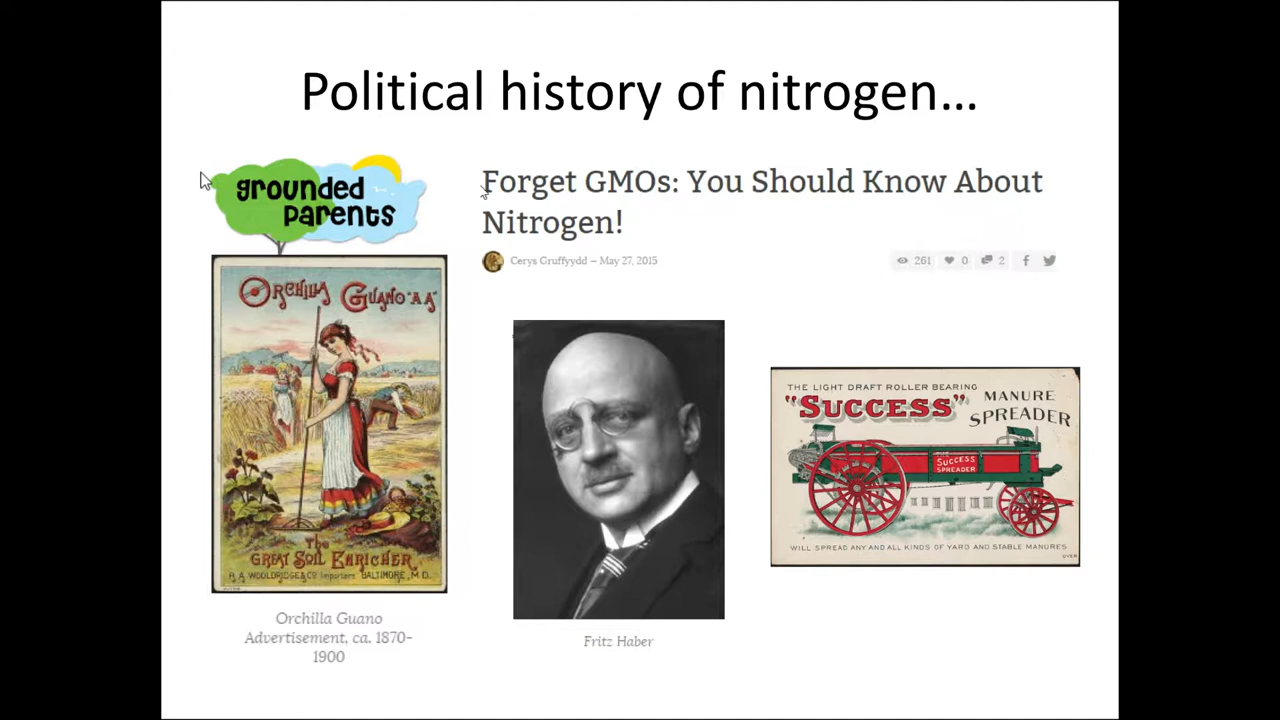 Political history of nitrogen...
grounded
parents
Forget GMOs: You Should Know About
Nitrogen!
Cerys Gruffyydd – May 27, 2015
261 0 2
ORCHILLA GUANO "A A"
The
GREAT SOIL ENRICHER.
R. A. WOOLDRIDGE & CO Importers BALTIMORE, M D.
Orchilla Guano
Advertisement, ca. 1870-
1900
Fritz Haber
THE LIGHT DRAFT ROLLER BEARING
"SUCCESS" MANURE
SPREADER
THE
SUCCESS
SPREADER
WILL SPREAD ANY AND ALL KINDS OF YARD AND STABLE MANURES
OVER